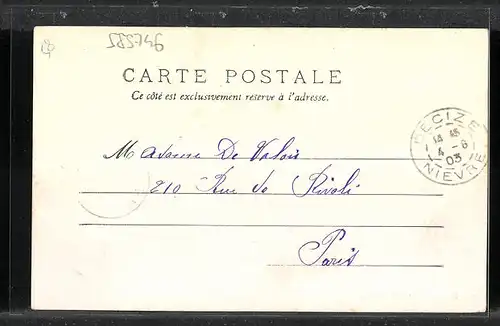 585746
CARTE POSTALE
Ce côté est exclusivement réservé à l'adresse.
DECIZE
14 15
4 - 8
03
NIEVRE
Madame De Valois
210 Rue de Rivoli
Paris